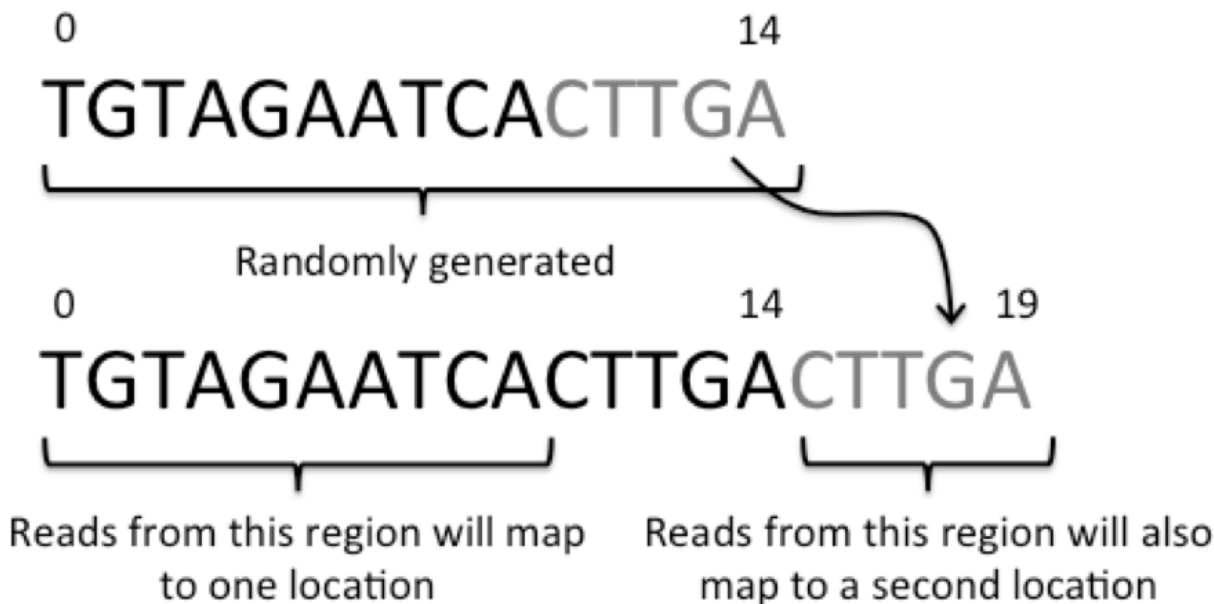 0 14
TGTAGAATCACTTGA
Randomly generated
0 14 19
TGTAGAATCACTTGACTTGA
Reads from this region will map
to one location
Reads from this region will also
map to a second location